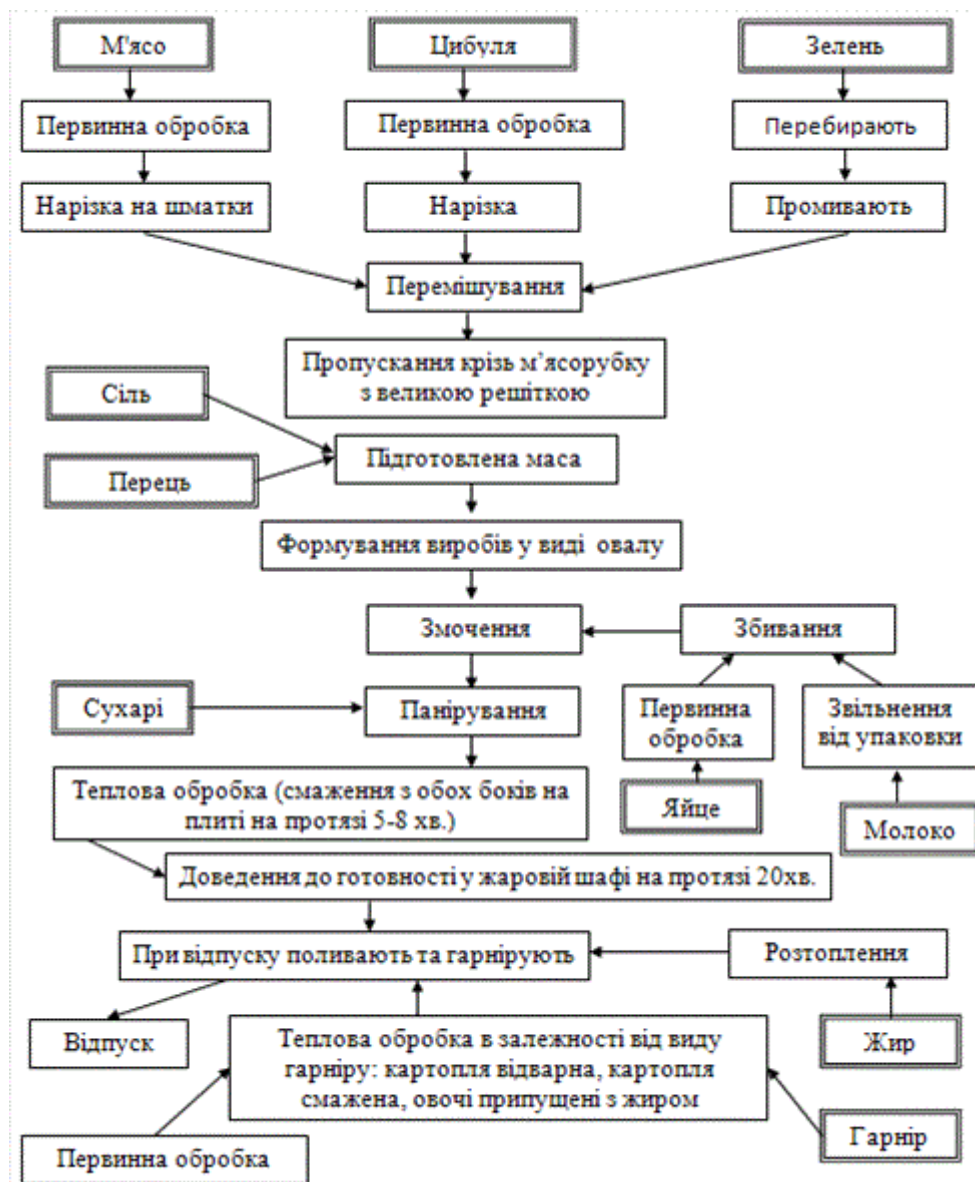 М'ясо
Цибуля
Зелень
Первинна обробка
Первинна обробка
Перебирають
Нарізка на шматки
Нарізка
Промивають
Перемішування
Пропускання крізь м’ясорубку
з великою решіткою
Сіль
Підготовлена маса
Перець
Формування виробів у виді овалу
Змочення
Збивання
Сухарі
Панірування
Первинна
обробка
Звільнення
від упаковки
Теплова обробка (смаження з обох боків на
плиті на протязі 5-8 хв.)
Яйце
Молоко
Доведення до готовності у жаровій шафі на протязі 20хв.
При відпуску поливають та гарнірують
Розтоплення
Відпуск
Теплова обробка в залежності від виду
гарніру: картопля відварна, картопля
смажена, овочі припущені з жиром
Жир
Гарнір
Первинна обробка